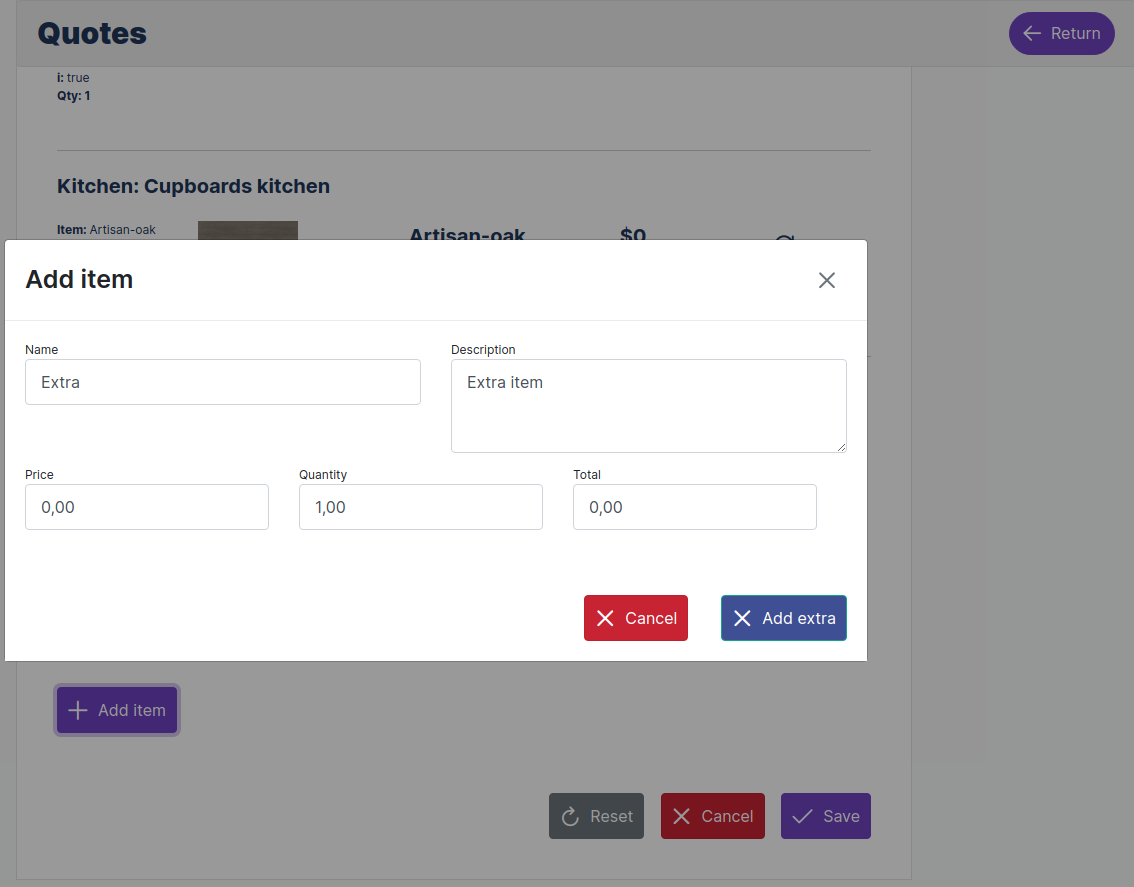 Quotes
Return
i: true
Qty: 1
Kitchen: Cupboards kitchen
Item: Artisan-oak
Artisan-oak
$0
Add item
Name
Description
Extra
Extra item
Price
Quantity
Total
0,00
1,00
0,00
Cancel
Add extra
Add item
Reset
Cancel
Save